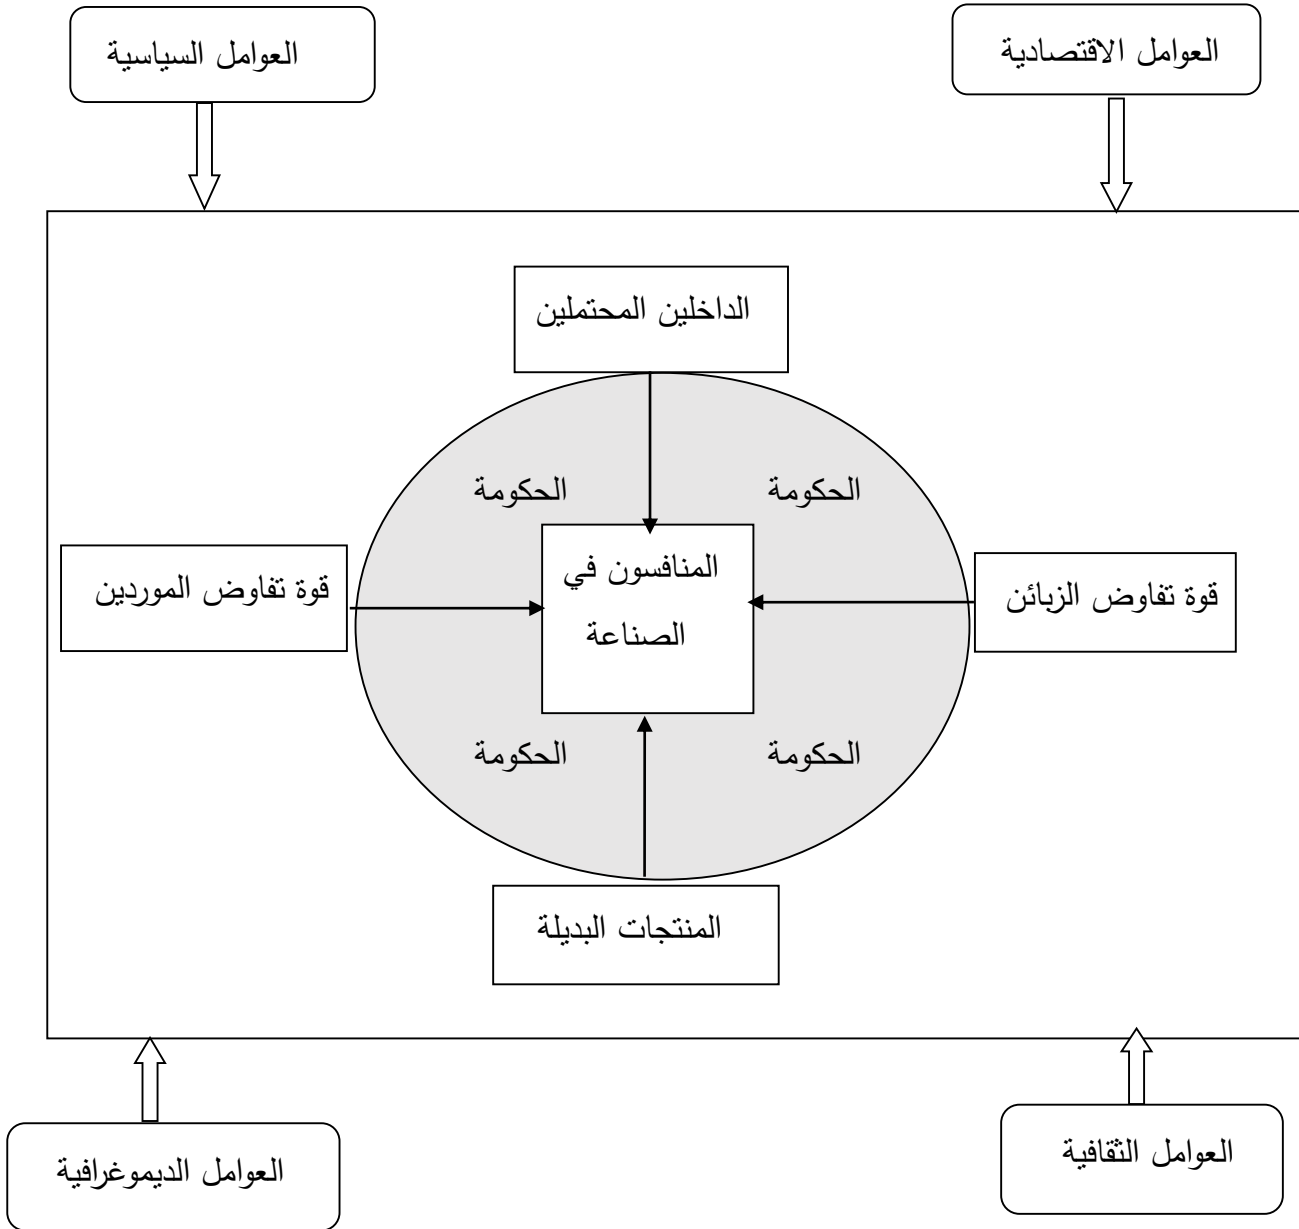 العوامل الاقتصادية
العوامل السياسية
الداخلين المحتملين
الحكومة
الحكومة
قوة تفاوض الزبائن
المنافسون في
الصناعة
قوة تفاوض الموردين
الحكومة
الحكومة
المنتجات البديلة
العوامل الثقافية
العوامل الديموغرافية